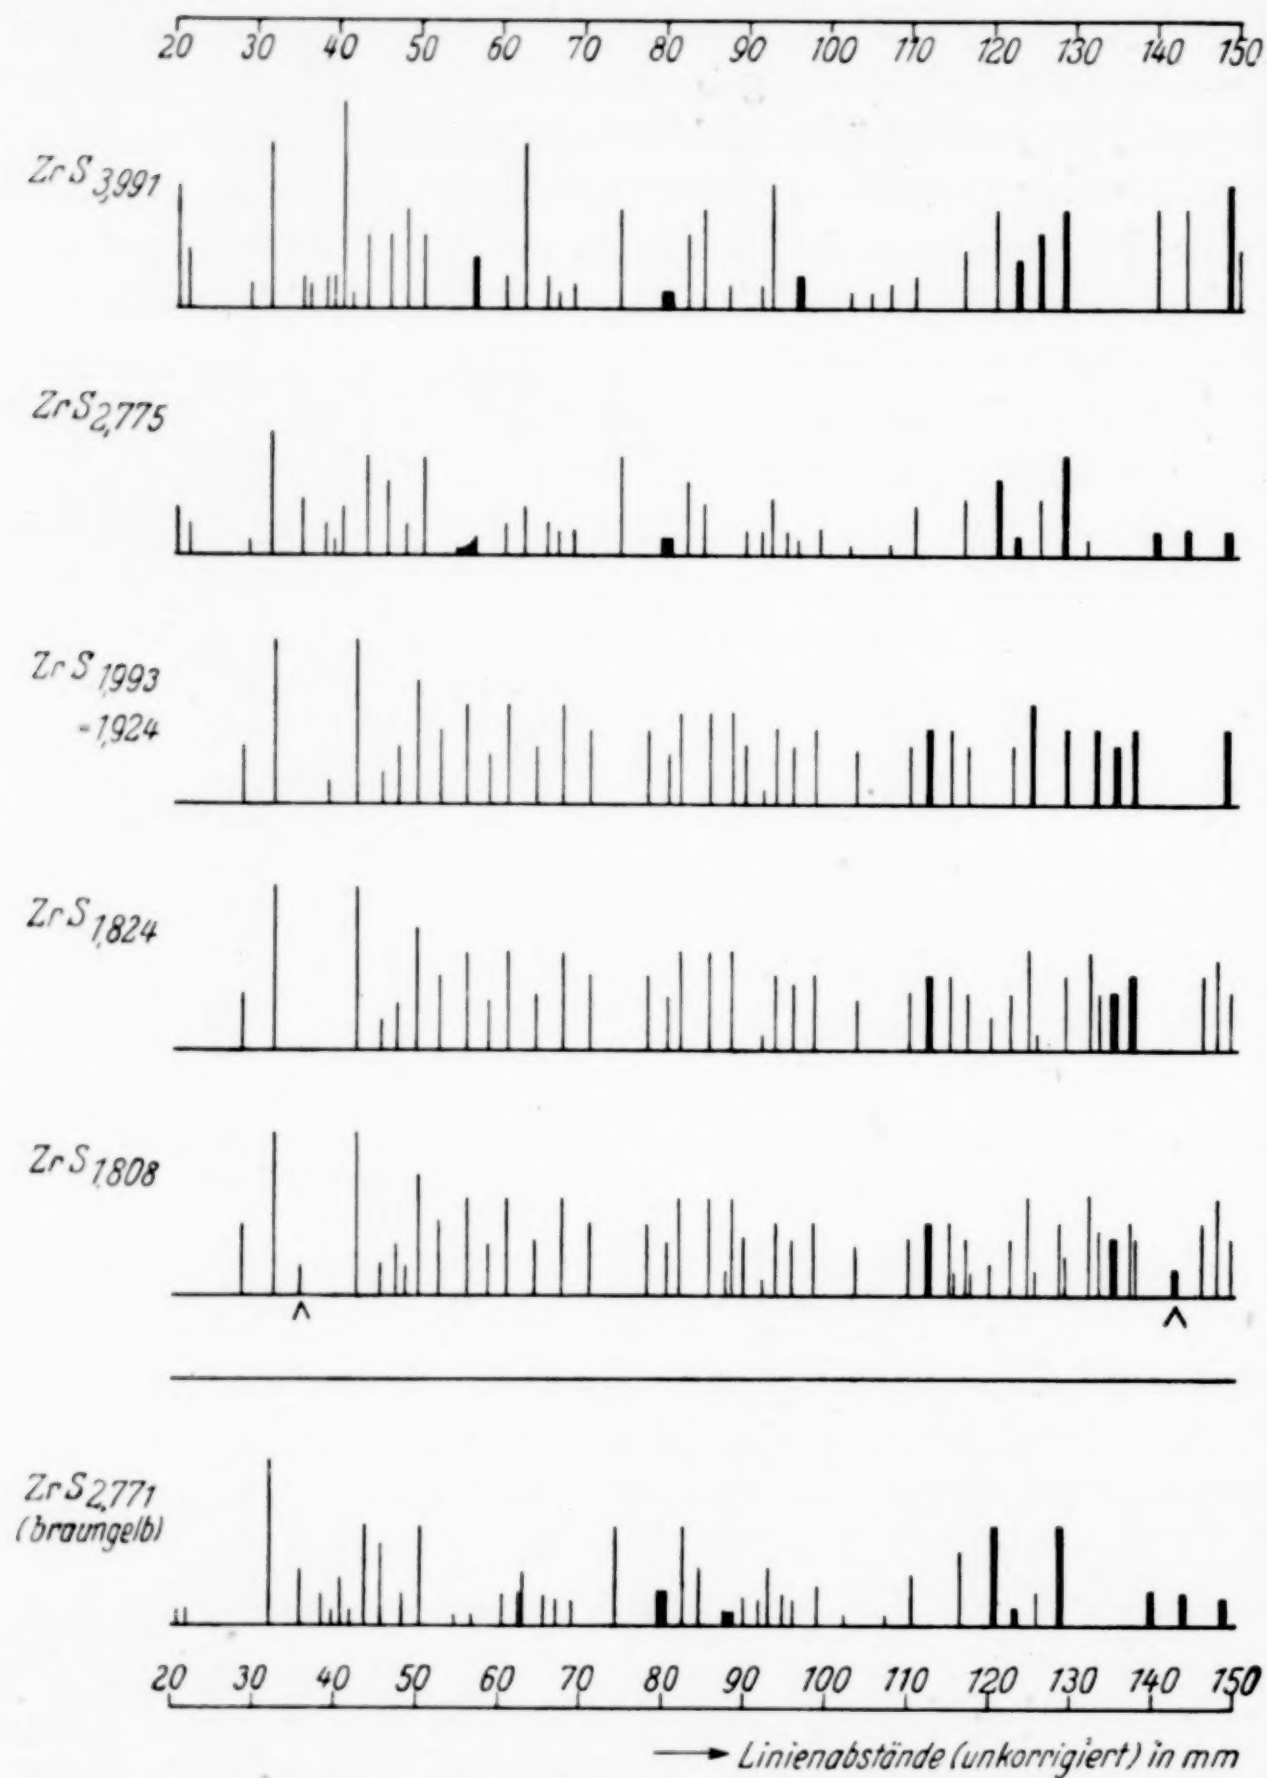 20 30 40 50 60 70 80 90 100 110 120 130 140 150
ZrS3,991
ZrS2,775
ZrS1,993
-1,924
ZrS1,824
ZrS1,808
ZrS2,771
(braungelb)
20 30 40 50 60 70 80 90 100 110 120 130 140 150
Linienabstände (unkorrigiert) in mm